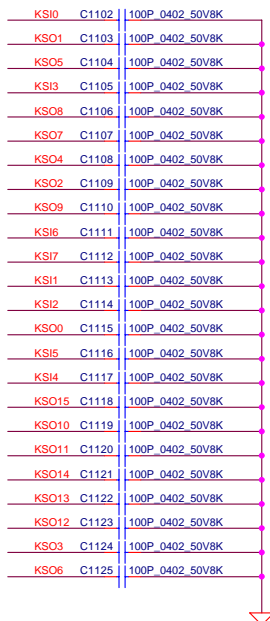 KSI0 C1102 100P_0402_50V8K
KSO1 C1103 100P_0402_50V8K
KSO5 C1104 100P_0402_50V8K
KSI3 C1105 100P_0402_50V8K
KSO8 C1106 100P_0402_50V8K
KSO7 C1107 100P_0402_50V8K
KSO4 C1108 100P_0402_50V8K
KSO2 C1109 100P_0402_50V8K
KSO9 C1110 100P_0402_50V8K
KSI6 C1111 100P_0402_50V8K
KSI7 C1112 100P_0402_50V8K
KSI1 C1113 100P_0402_50V8K
KSI2 C1114 100P_0402_50V8K
KSO0 C1115 100P_0402_50V8K
KSI5 C1116 100P_0402_50V8K
KSI4 C1117 100P_0402_50V8K
KSO15 C1118 100P_0402_50V8K
KSO10 C1119 100P_0402_50V8K
KSO11 C1120 100P_0402_50V8K
KSO14 C1121 100P_0402_50V8K
KSO13 C1122 100P_0402_50V8K
KSO12 C1123 100P_0402_50V8K
KSO3 C1124 100P_0402_50V8K
KSO6 C1125 100P_0402_50V8K